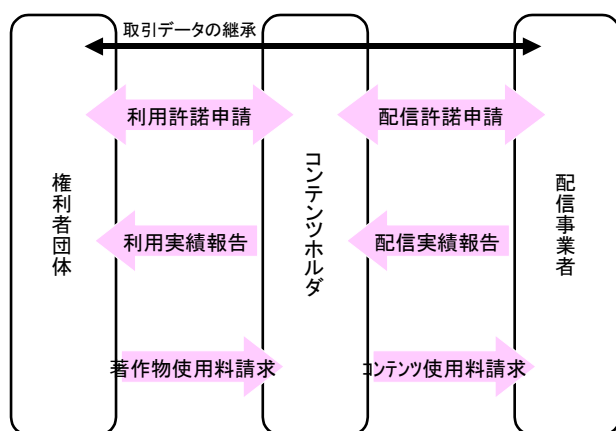 取引データの継承
利用許諾申請
配信許諾申請
権利者団体
コンテンツホルダ
配信事業者
利用実績報告
配信実績報告
著作物使用料請求
コンテンツ使用料請求